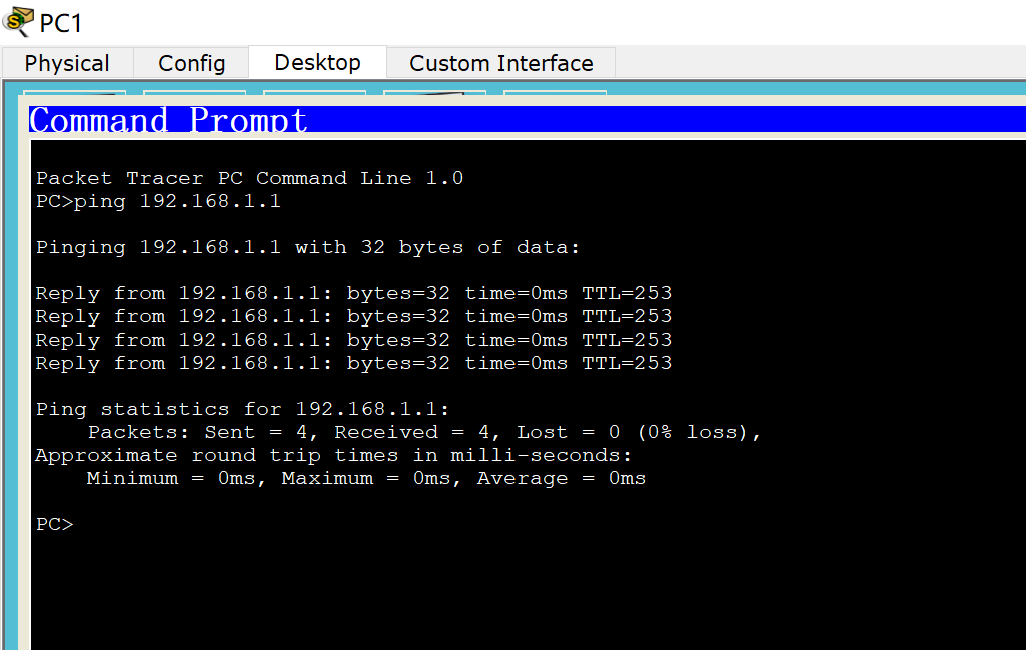 PC1
Physical Config Desktop Custom Interface
Command Prompt
Packet Tracer PC Command Line 1.0
PC>ping 192.168.1.1
Pinging 192.168.1.1 with 32 bytes of data:
Reply from 192.168.1.1: bytes=32 time=0ms TTL=253
Reply from 192.168.1.1: bytes=32 time=0ms TTL=253
Reply from 192.168.1.1: bytes=32 time=0ms TTL=253
Reply from 192.168.1.1: bytes=32 time=0ms TTL=253
Ping statistics for 192.168.1.1:
Packets: Sent = 4, Received = 4, Lost = 0 (0% loss),
Approximate round trip times in milli-seconds:
Minimum = 0ms, Maximum = 0ms, Average = 0ms
PC>